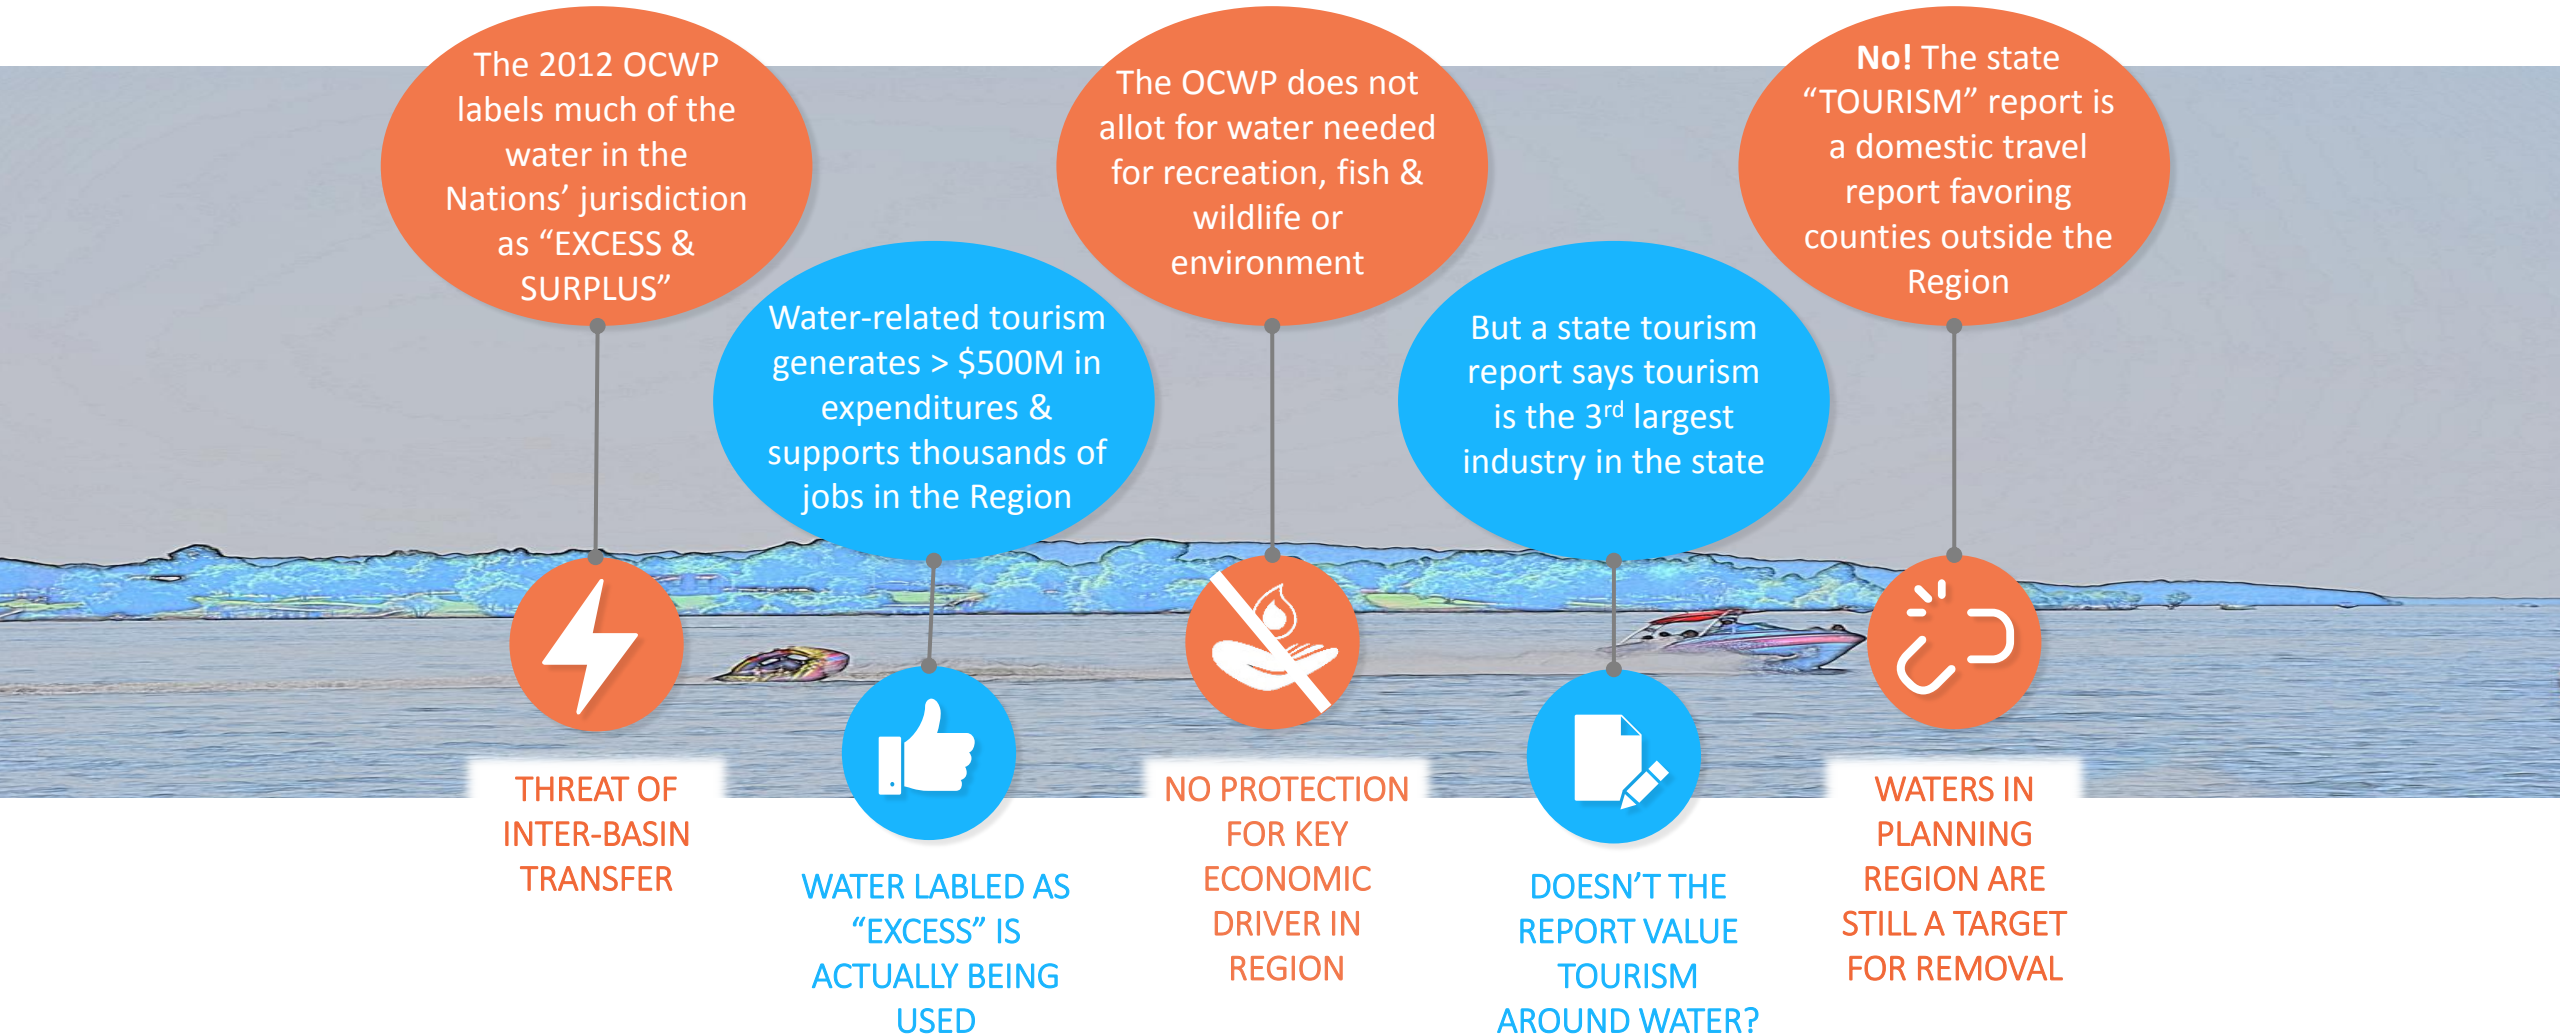 The 2012 OCWP
labels much of the
water in the
Nations’ jurisdiction
as “EXCESS &
SURPLUS”
THREAT OF
INTER-BASIN
TRANSFER
Water-related tourism
generates > $500M in
expenditures &
supports thousands of
jobs in the Region
WATER LABLED AS
“EXCESS” IS
ACTUALLY BEING
USED
The OCWP does not
allot for water needed
for recreation, fish &
wildlife or
environment
NO PROTECTION
FOR KEY
ECONOMIC
DRIVER IN
REGION
But a state tourism
report says tourism
is the 3rd largest
industry in the state
DOESN’T THE
REPORT VALUE
TOURISM
AROUND WATER?
No! The state
“TOURISM” report is
a domestic travel
report favoring
counties outside the
Region
WATERS IN
PLANNING
REGION ARE
STILL A TARGET
FOR REMOVAL